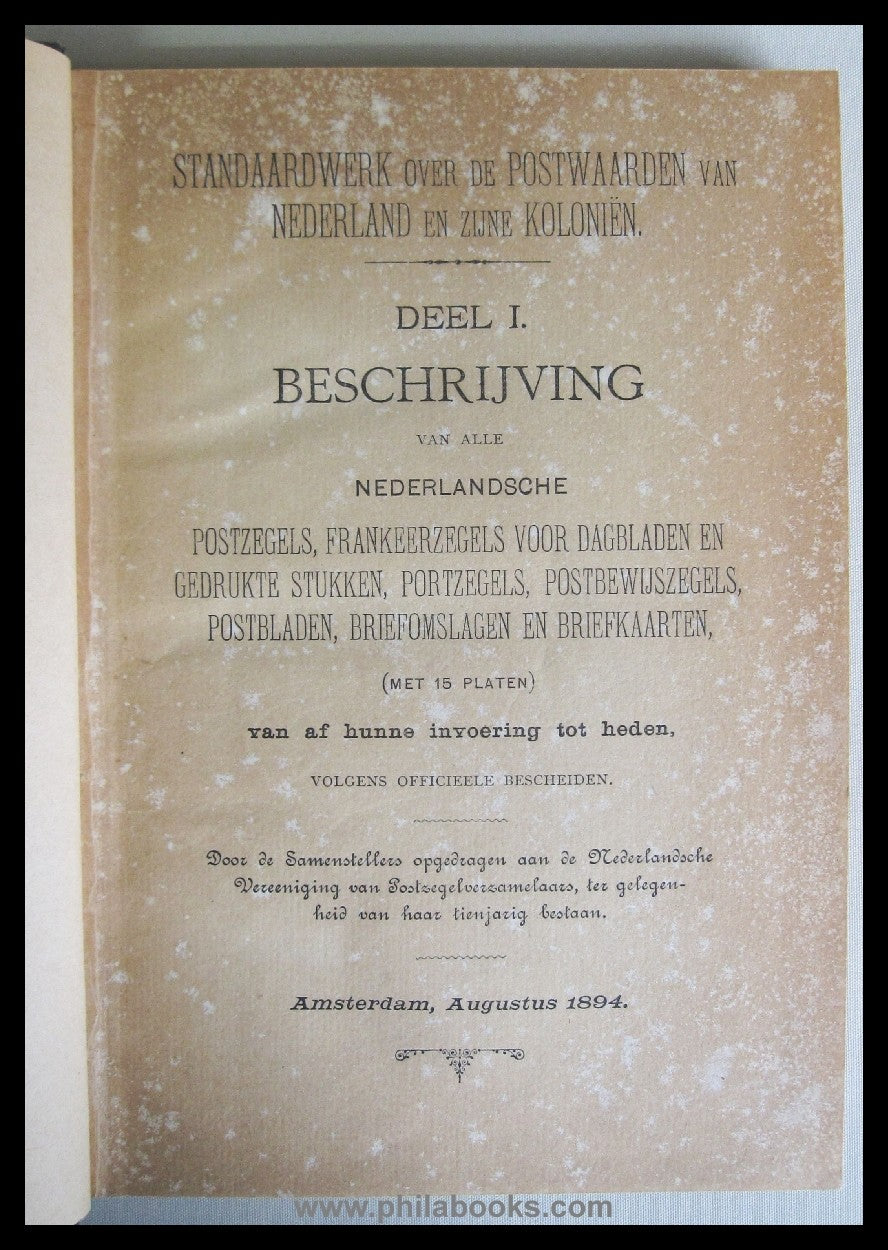 STANDAARDWERK OVER DE POSTWAARDEN VAN
NEDERLAND EN ZIJNE KOLONIËN.
DEEL I.
BESCHRIJVING
VAN ALLE
NEDERLANDSCHE
POSTZEGELS, FRANKEERZEGELS VOOR DAGBLADEN EN
GEDRUKTE STUKKEN, PORTZEGELS, POSTBEWIJSZEGELS,
POSTBLADEN, BRIEFOMSLAGEN EN BRIEFKAARTEN,
(MET 15 PLATEN)
van af hunne invoering tot heden,
VOLGENS OFFICIEELE BESCHEIDEN.
Door de Samenstellers opgedragen aan de Nederlandsche
Vereeniging van Postzegelverzamelaars, ter gelegen-
heid van haar tienjarig bestaan.
Amsterdam, Augustus 1894.
www.philabooks.com